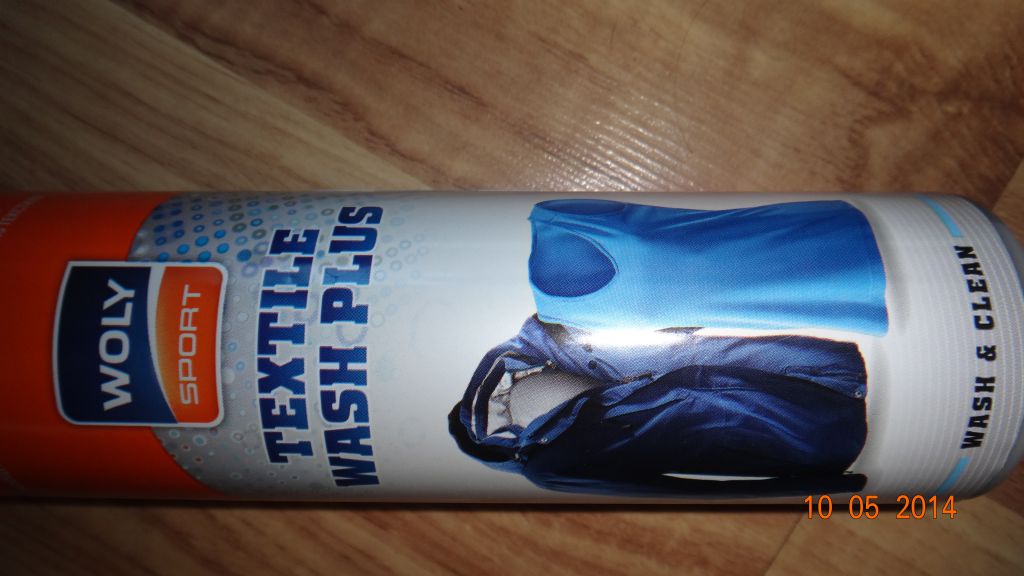 WOLY
SPORT
TEXTILE
WASH PLUS
WASH & CLEAN
10 05 2014